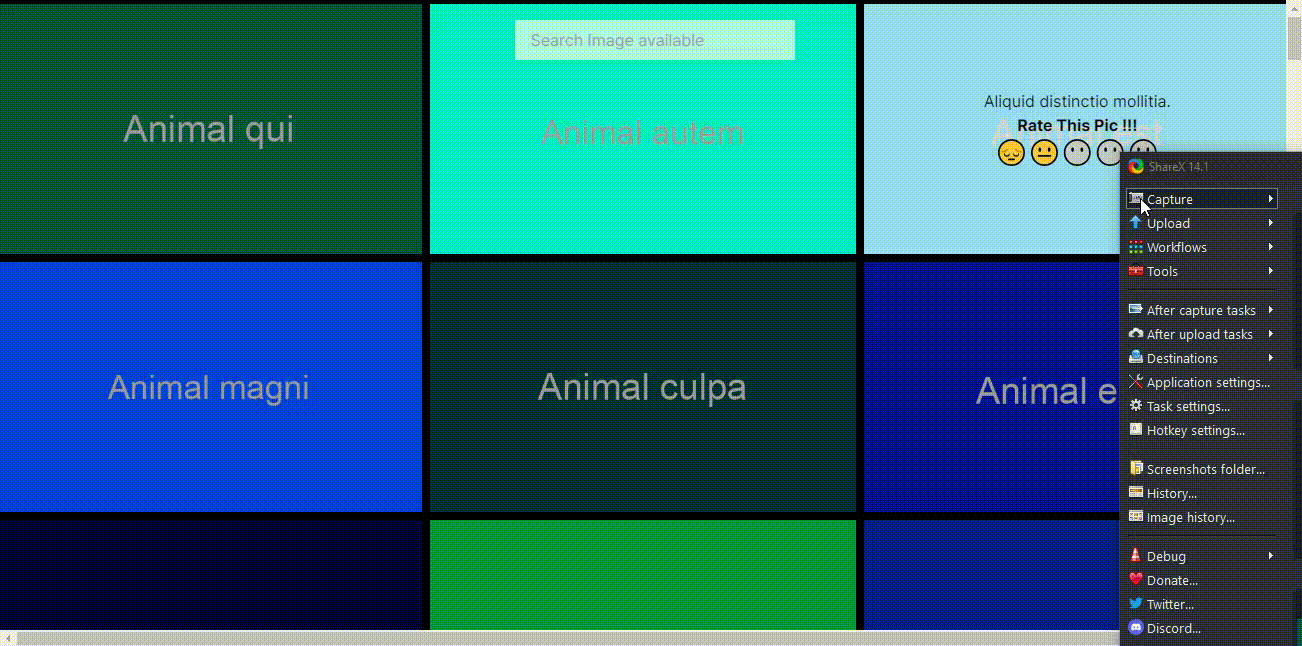 Search Image available
Animal qui
Animal autem
Aliquid distinctio mollitia.
Rate This Pic !!!
Animal est
Animal magni
Animal culpa
Animal e
ShareX 14.1
Capture
Upload
Workflows
Tools
After capture tasks
After upload tasks
Destinations
Application settings...
Task settings...
Hotkey settings...
Screenshots folder...
History...
Image history...
Debug
Donate...
Twitter...
Discord...